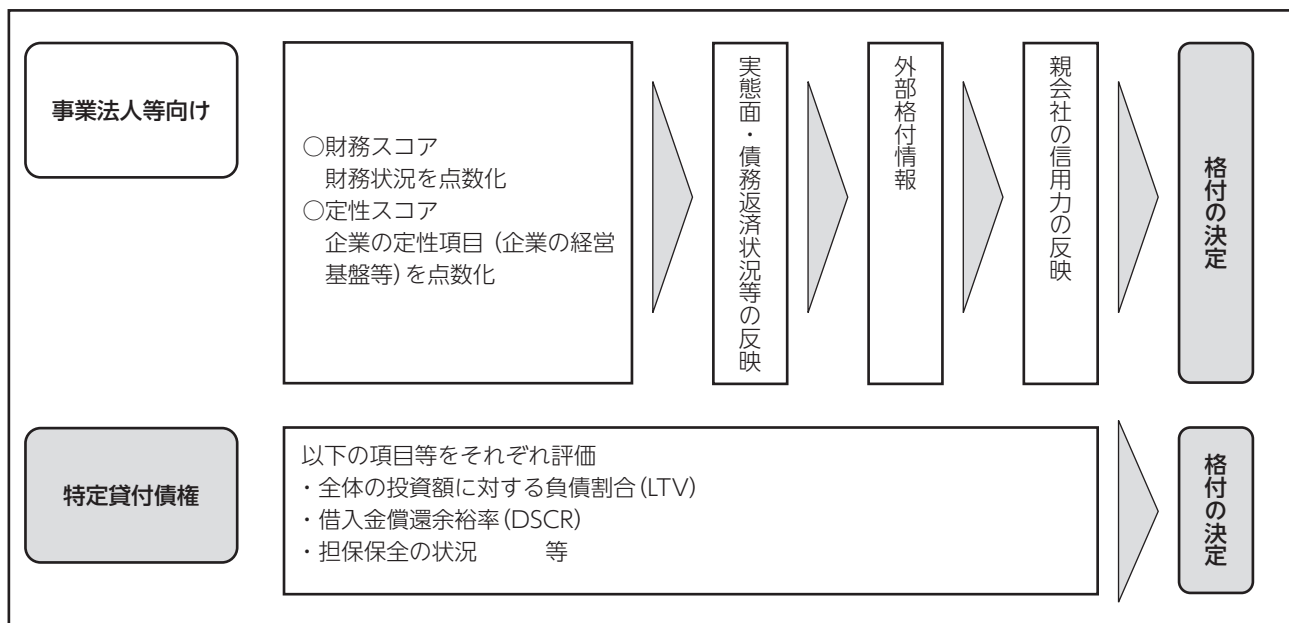 事業法人等向け
○財務スコア
財務状況を点数化
○定性スコア
企業の定性項目（企業の経営
基盤等）を点数化
実態面・債務返済状況等の反映
外部格付情報
親会社の信用力の反映
格付の決定
特定貸付債権
以下の項目等をそれぞれ評価
・全体の投資額に対する負債割合（LTV）
・借入金償還余裕率（DSCR）
・担保保全の状況　　　等
格付の決定